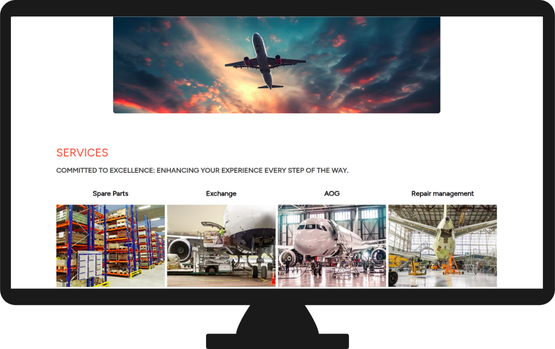 SERVICES
COMMITTED TO EXCELLENCE: ENHANCING YOUR EXPERIENCE EVERY STEP OF THE WAY.
Spare Parts Exchange AOG Repair management